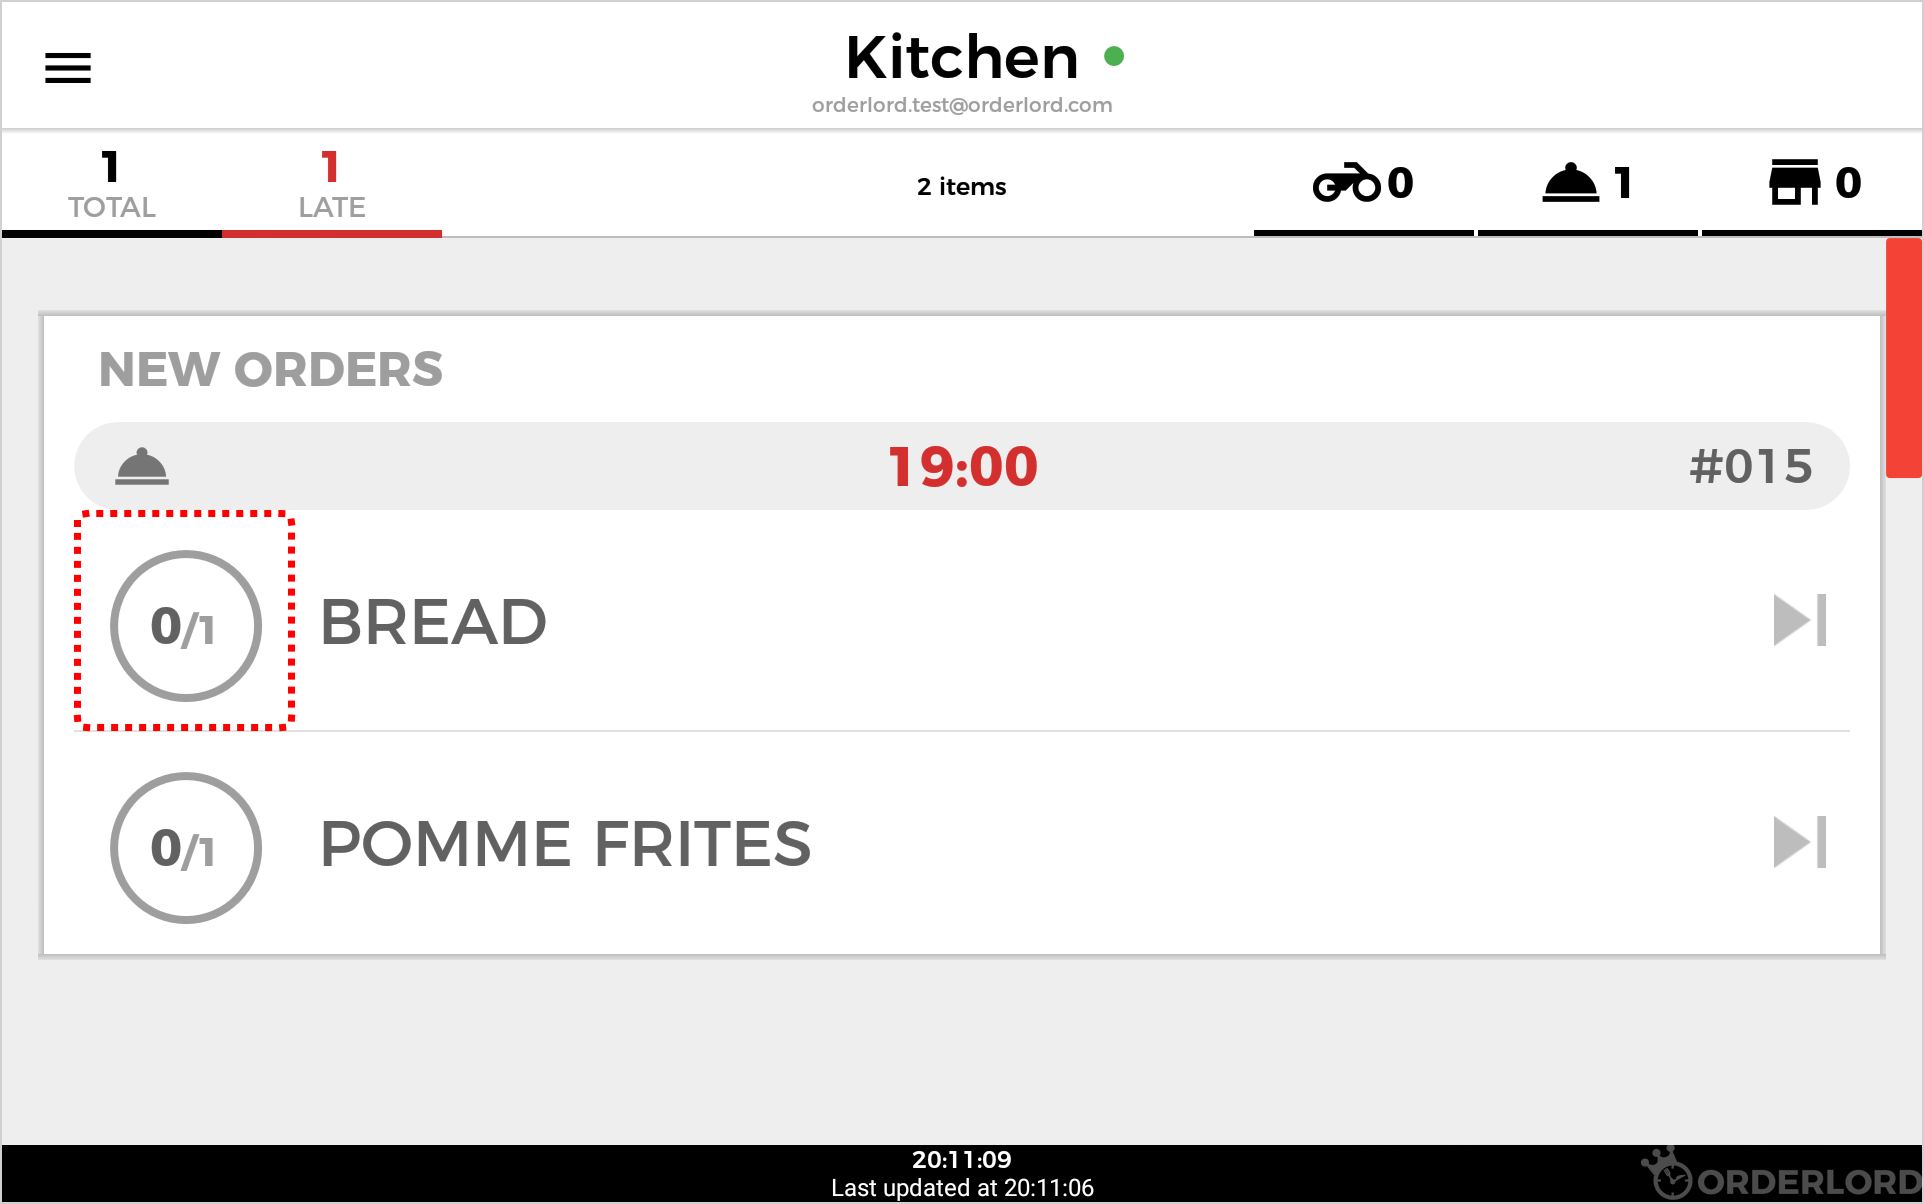 Kitchen
orderlord.test@orderlord.com
1
TOTAL
1
LATE
2 items
0
1
0
NEW ORDERS
19:00
#015
0/1
BREAD
0/1
POMME FRITES
20:11:09
Last updated at 20:11:06
ORDERLORD